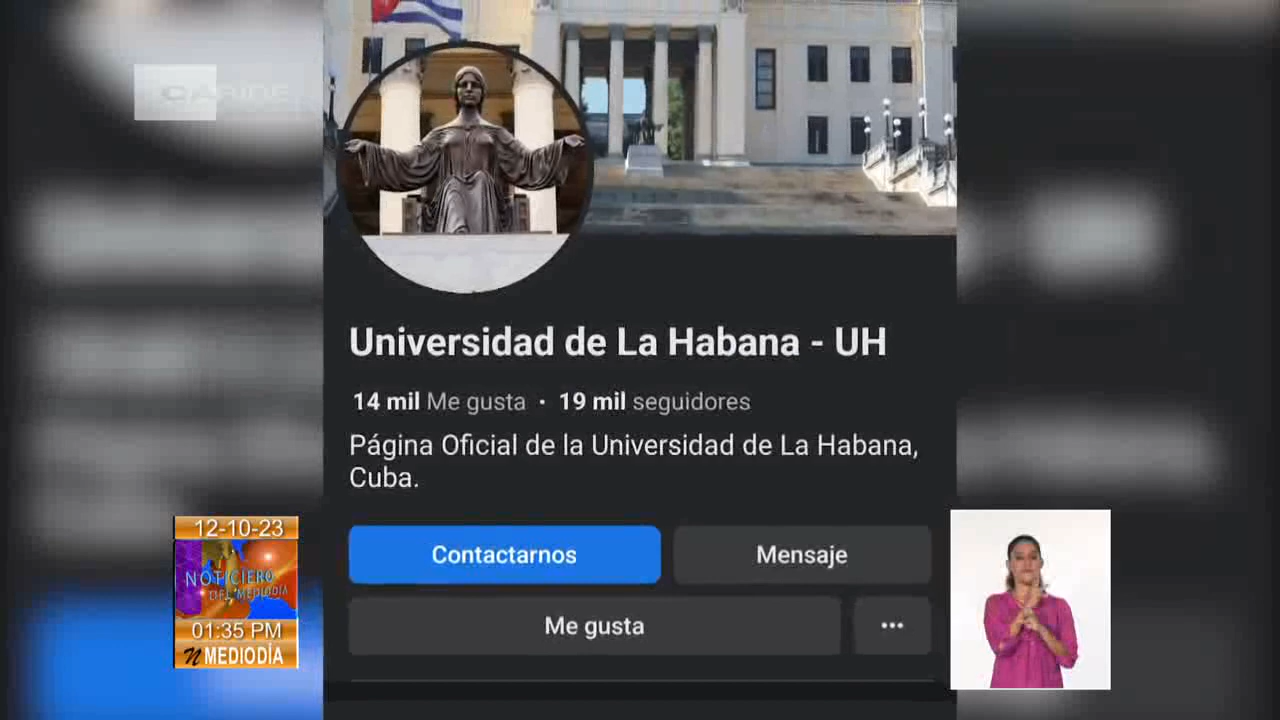 CARIBE
Universidad de La Habana - UH
14 mil Me gusta · 19 mil seguidores
Página Oficial de la Universidad de La Habana,
Cuba.
Contactarnos
Mensaje
Me gusta
12-10-23
NOTICIERO
DEL MEDIODÍA
01:35 PM
MEDIODÍA